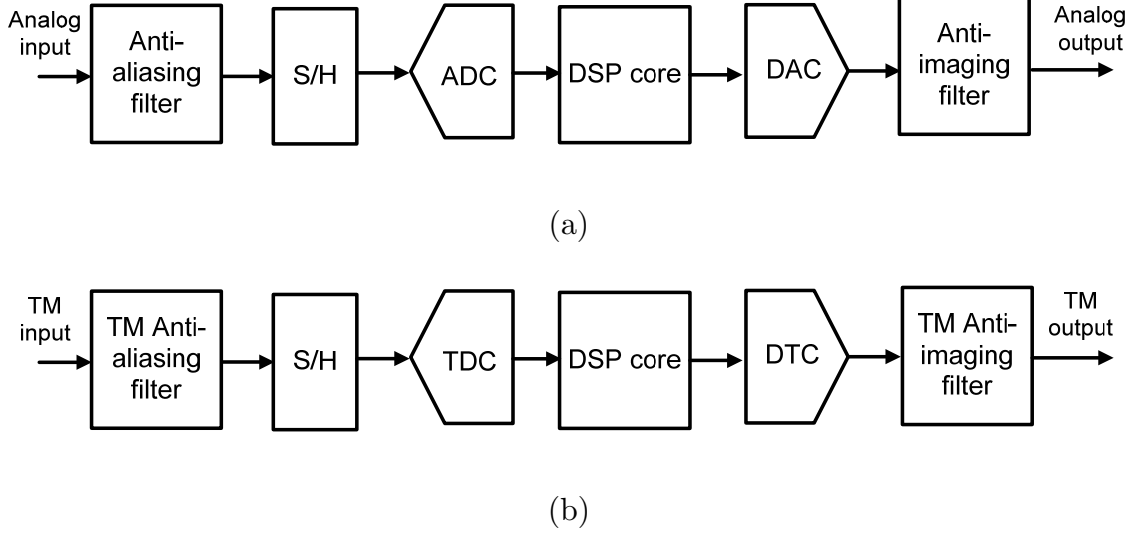 Analog
input
Anti-
aliasing
filter
S/H
ADC
DSP core
DAC
Anti-
imaging
filter
Analog
output
(a)
TM
input
TM Anti-
aliasing
filter
S/H
TDC
DSP core
DTC
TM Anti-
imaging
filter
TM
output
(b)